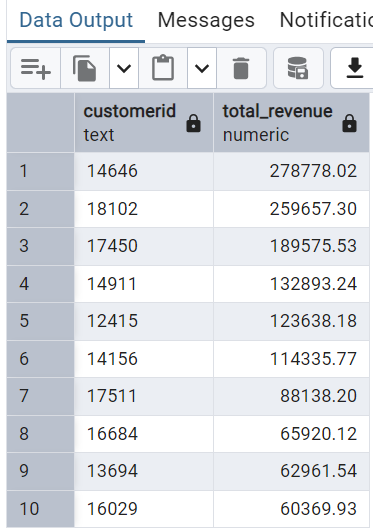 Data Output Messages Notificatio
customerid total_revenue
text numeric
1 14646 278778.02
2 18102 259657.30
3 17450 189575.53
4 14911 132893.24
5 12415 123638.18
6 14156 114335.77
7 17511 88138.20
8 16684 65920.12
9 13694 62961.54
10 16029 60369.93